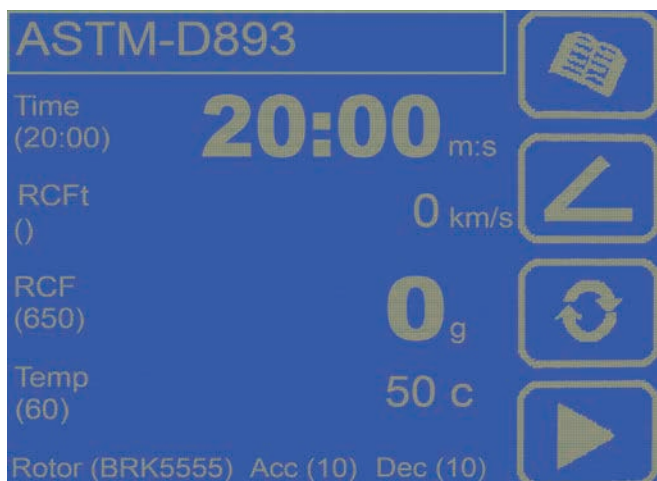 ASTM-D893
Time
(20:00)
20:00 m:s
RCFt
()
0 km/s
RCF
(650)
0 g
Temp
(60)
50 c
Rotor (BRK5555) Acc (10) Dec (10)